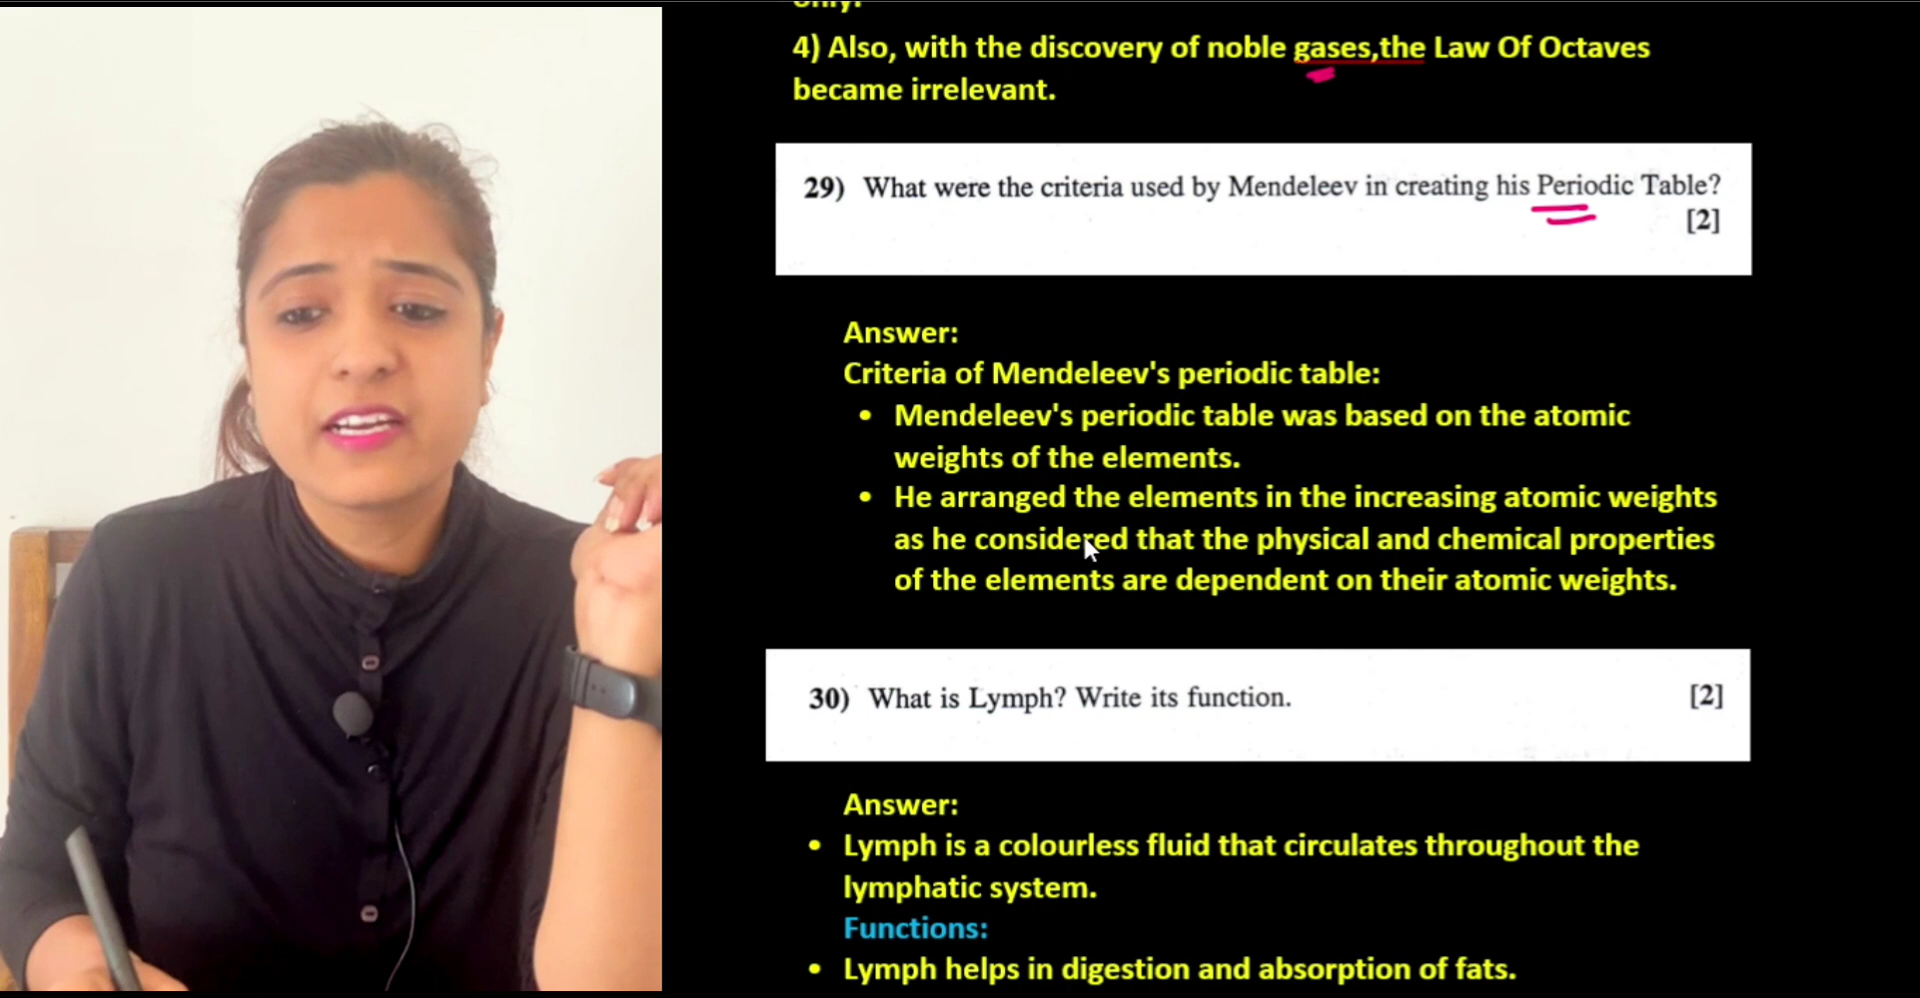 only.
4) Also, with the discovery of noble gases,the Law Of Octaves
became irrelevant.
29) What were the criteria used by Mendeleev in creating his Periodic Table?
[2]
Answer:
Criteria of Mendeleev's periodic table:
• Mendeleev's periodic table was based on the atomic
weights of the elements.
• He arranged the elements in the increasing atomic weights
as he considered that the physical and chemical properties
of the elements are dependent on their atomic weights.
30) What is Lymph? Write its function. [2]
Answer:
• Lymph is a colourless fluid that circulates throughout the
lymphatic system.
Functions:
• Lymph helps in digestion and absorption of fats.